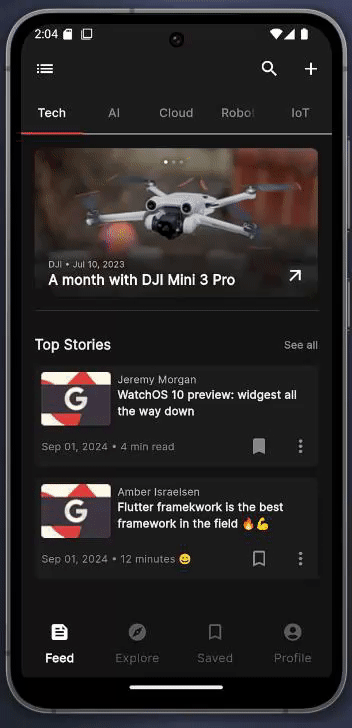 2:04
Tech AI Cloud Robot IoT
DJI • Jul 10, 2023
A month with DJI Mini 3 Pro
Top Stories See all
G
Jeremy Morgan
WatchOS 10 preview: widgest all
the way down
Sep 01, 2024 • 4 min read
G
Amber Israelsen
Flutter framekwork is the best
framework in the field 🔥💪
Sep 01, 2024 • 12 minutes 😄
Feed Explore Saved Profile